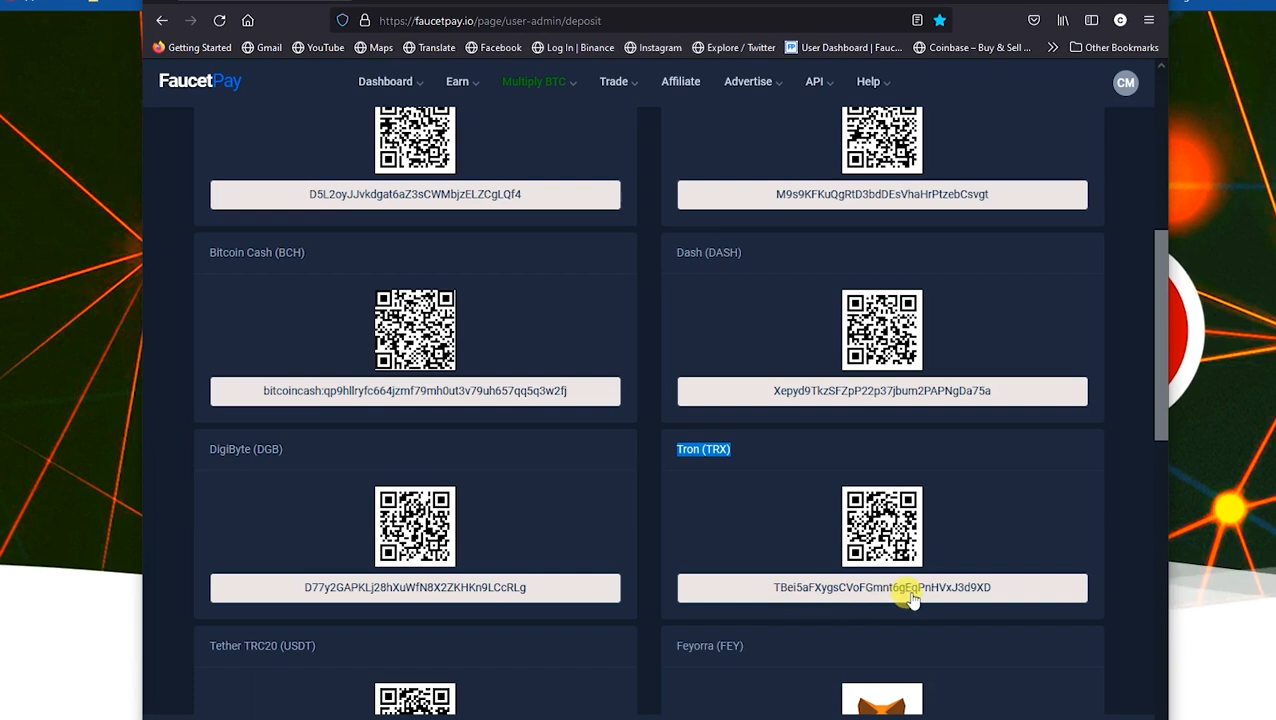 https://faucetpay.io/page/user-admin/deposit
C
Getting Started Gmail YouTube Maps Translate Facebook Log In | Binance Instagram Explore / Twitter User Dashboard | Fauc... Coinbase – Buy & Sell ... Other Bookmarks
FaucetPay Dashboard Earn Multiply BTC Trade Affiliate Advertise API Help CM
D5L2oyJJvkdgat6aZ3sCWMbjzELZCgLQf4 M9s9KFKuQgRtD3bdDEsVhaHrPtzebCsvgt
Bitcoin Cash (BCH) Dash (DASH)
bitcoincash:qp9hllryfc664jzmf79mh0ut3v79uh657qq5q3w2fj Xepyd9TkzSFZpP22p37jbum2PAPNgDa75a
DigiByte (DGB) Tron (TRX)
D77y2GAPKLj28hXuWfN8X2ZKHKn9LCcRLg TBei5aFXygsCVoFGmnt6gEqPnHVxJ3d9XD
Tether TRC20 (USDT) Feyorra (FEY)